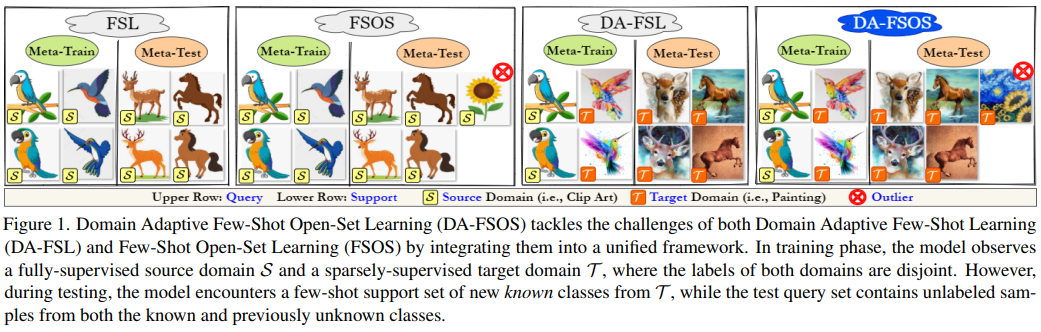 FSL
Meta-Train
Meta-Test
S S S S
S S S S
FSOS
Meta-Train
Meta-Test
S S S S S
S S S S
DA-FSL
Meta-Train
Meta-Test
S T T T
S T T T
DA-FSOS
Meta-Train
Meta-Test
S T T T T
S T T T
Upper Row: Query Lower Row: Support S Source Domain (i.e., Clip Art) T Target Domain (i.e., Painting) Outlier
Figure 1. Domain Adaptive Few-Shot Open-Set Learning (DA-FSOS) tackles the challenges of both Domain Adaptive Few-Shot Learning
(DA-FSL) and Few-Shot Open-Set Learning (FSOS) by integrating them into a unified framework. In training phase, the model observes
a fully-supervised source domain S and a sparsely-supervised target domain T, where the labels of both domains are disjoint. However,
during testing, the model encounters a few-shot support set of new known classes from T, while the test query set contains unlabeled sam-
ples from both the known and previously unknown classes.